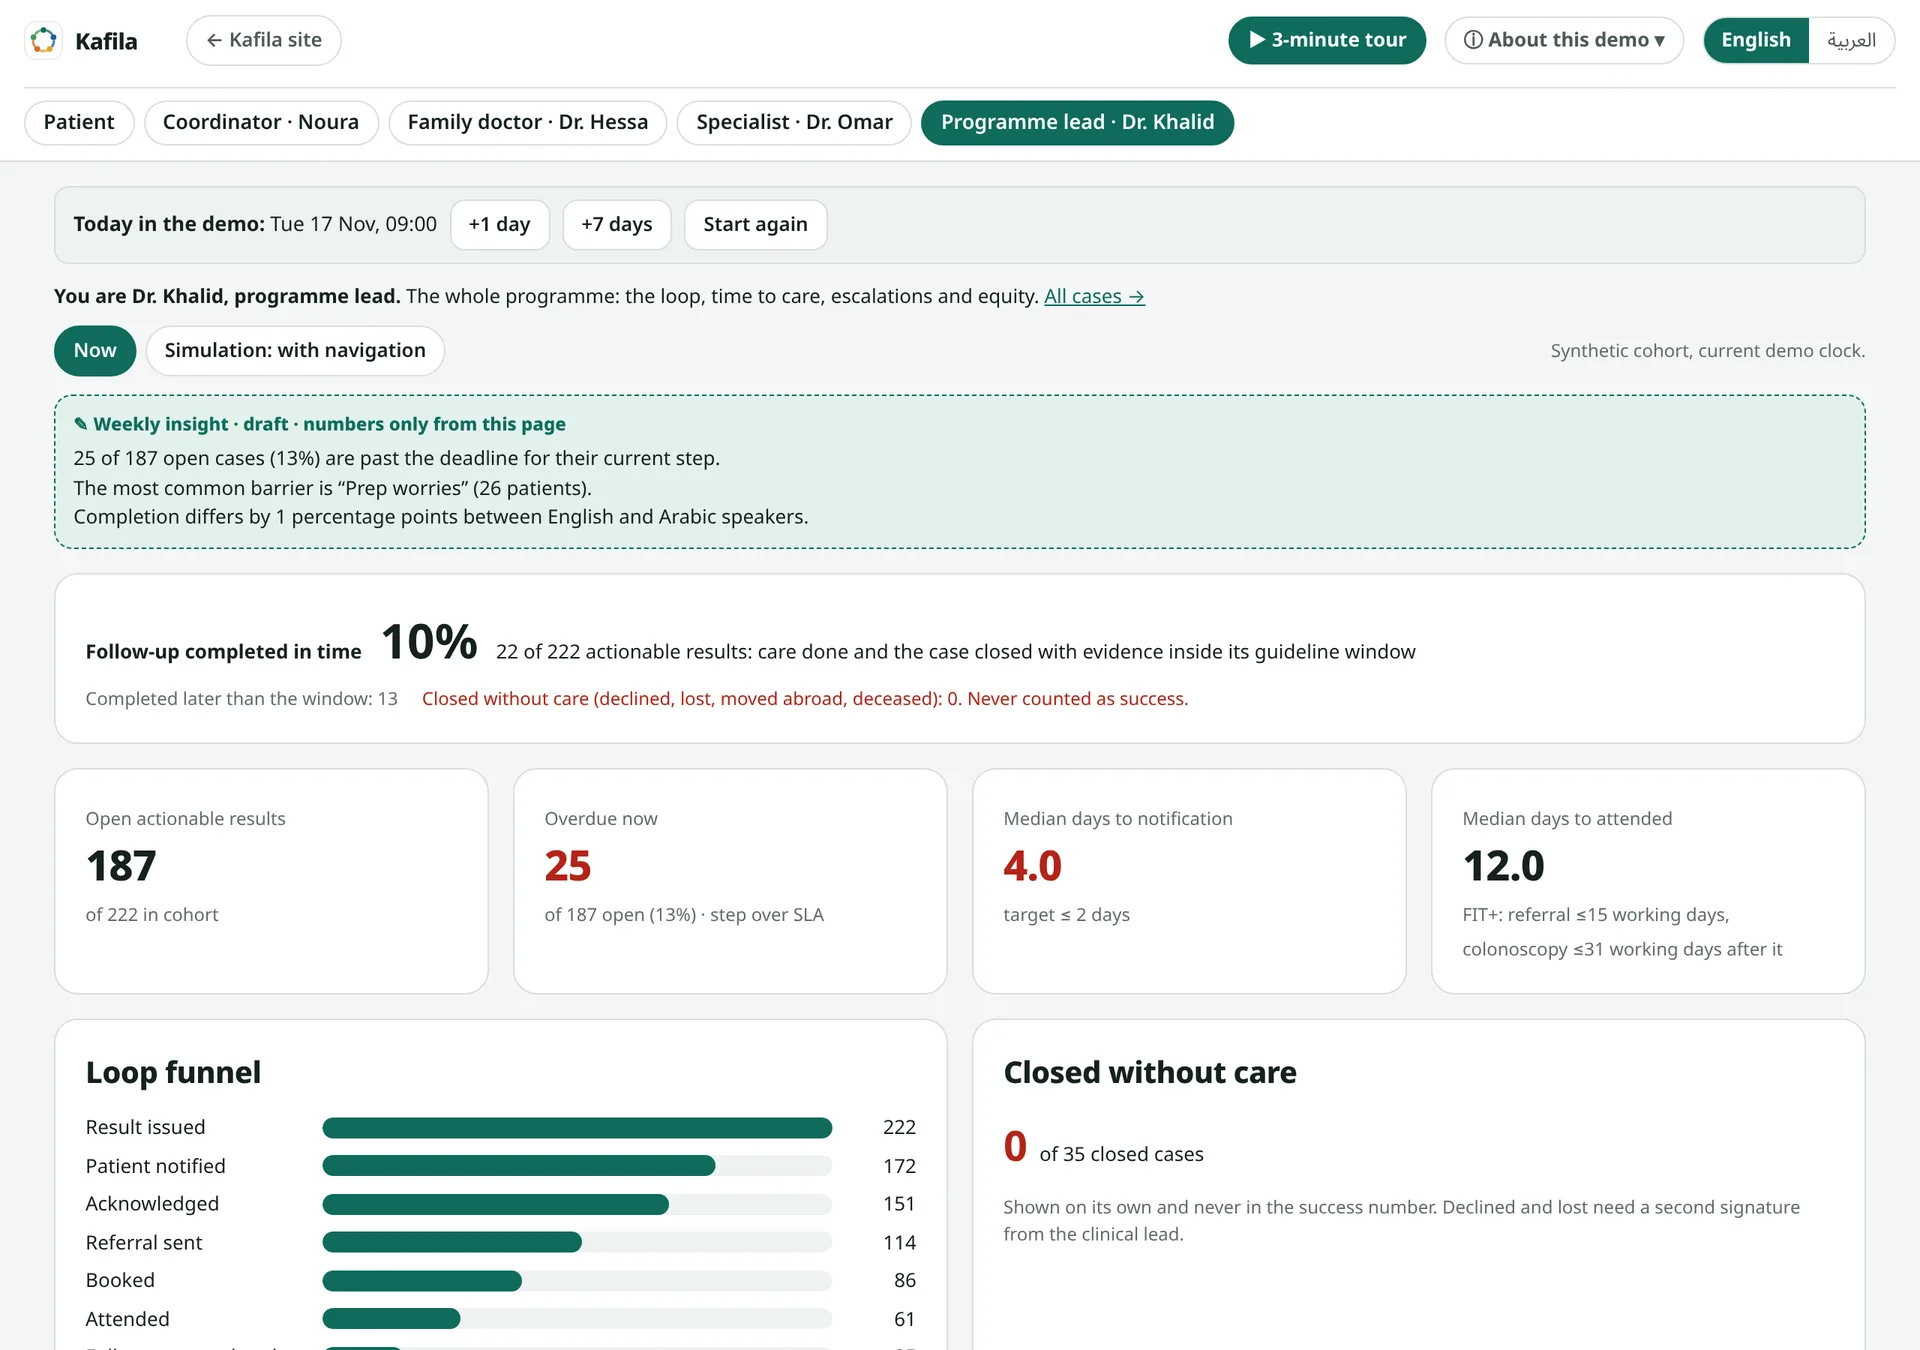 Kafila
← Kafila site
▶ 3-minute tour
ⓘ About this demo ▾
English
العربية
Patient
Coordinator · Noura
Family doctor · Dr. Hessa
Specialist · Dr. Omar
Programme lead · Dr. Khalid
Today in the demo: Tue 17 Nov, 09:00
+1 day
+7 days
Start again
You are Dr. Khalid, programme lead. The whole programme: the loop, time to care, escalations and equity. All cases →
Now
Simulation: with navigation
Synthetic cohort, current demo clock.
✎ Weekly insight · draft · numbers only from this page
25 of 187 open cases (13%) are past the deadline for their current step.
The most common barrier is “Prep worries” (26 patients).
Completion differs by 1 percentage points between English and Arabic speakers.
Follow-up completed in time 10% 22 of 222 actionable results: care done and the case closed with evidence inside its guideline window
Completed later than the window: 13 Closed without care (declined, lost, moved abroad, deceased): 0. Never counted as success.
Open actionable results
187
of 222 in cohort
Overdue now
25
of 187 open (13%) · step over SLA
Median days to notification
4.0
target ≤ 2 days
Median days to attended
12.0
FIT+: referral ≤15 working days,
colonoscopy ≤31 working days after it
Loop funnel
Result issued 222
Patient notified 172
Acknowledged 151
Referral sent 114
Booked 86
Attended 61
Closed without care
0 of 35 closed cases
Shown on its own and never in the success number. Declined and lost need a second signature
from the clinical lead.